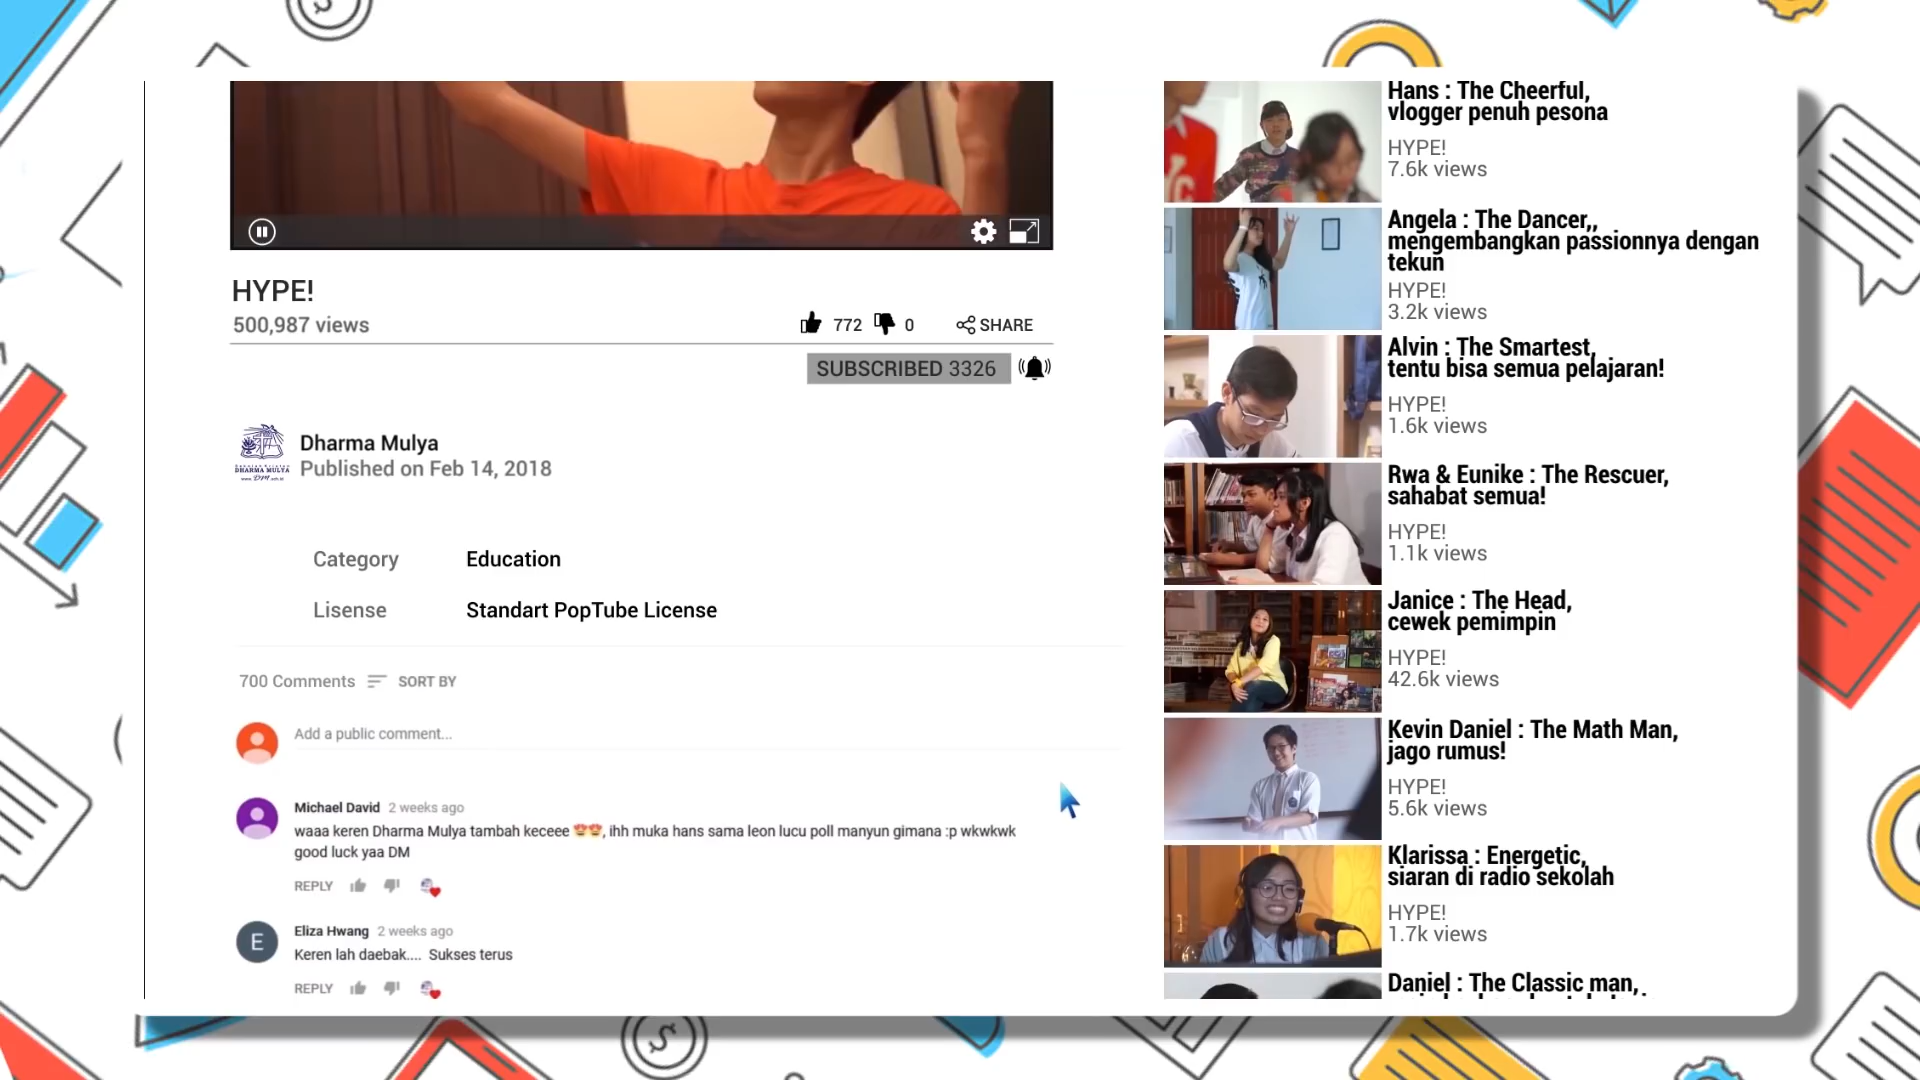 HYPE!
500,987 views
772
0
SHARE
SUBSCRIBED 3326
DHARMA MULYA
Dharma Mulya
Published on Feb 14, 2018
Category Education
Lisense Standart PopTube License
700 Comments SORT BY
Add a public comment...
Michael David 2 weeks ago
waaa keren Dharma Mulya tambah keceee 😍😍, ihh muka hans sama leon lucu poll manyun gimana :p wkwkwk
good luck yaa DM
REPLY
E
Eliza Hwang 2 weeks ago
Keren lah daebak.... Sukses terus
REPLY
Hans : The Cheerful,
vlogger penuh pesona
HYPE!
7.6k views
Angela : The Dancer,,
mengembangkan passionnya dengan
tekun
HYPE!
3.2k views
Alvin : The Smartest,
tentu bisa semua pelajaran!
HYPE!
1.6k views
Rwa & Eunike : The Rescuer,
sahabat semua!
HYPE!
1.1k views
Janice : The Head,
cewek pemimpin
HYPE!
42.6k views
Kevin Daniel : The Math Man,
jago rumus!
HYPE!
5.6k views
Klarissa : Energetic,
siaran di radio sekolah
HYPE!
1.7k views
Daniel : The Classic man,